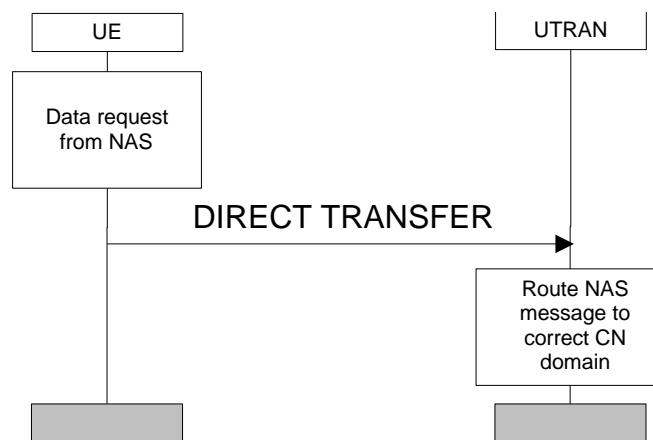 UE
UTRAN
Data request
from NAS
DIRECT TRANSFER
Route NAS
message to
correct CN
domain